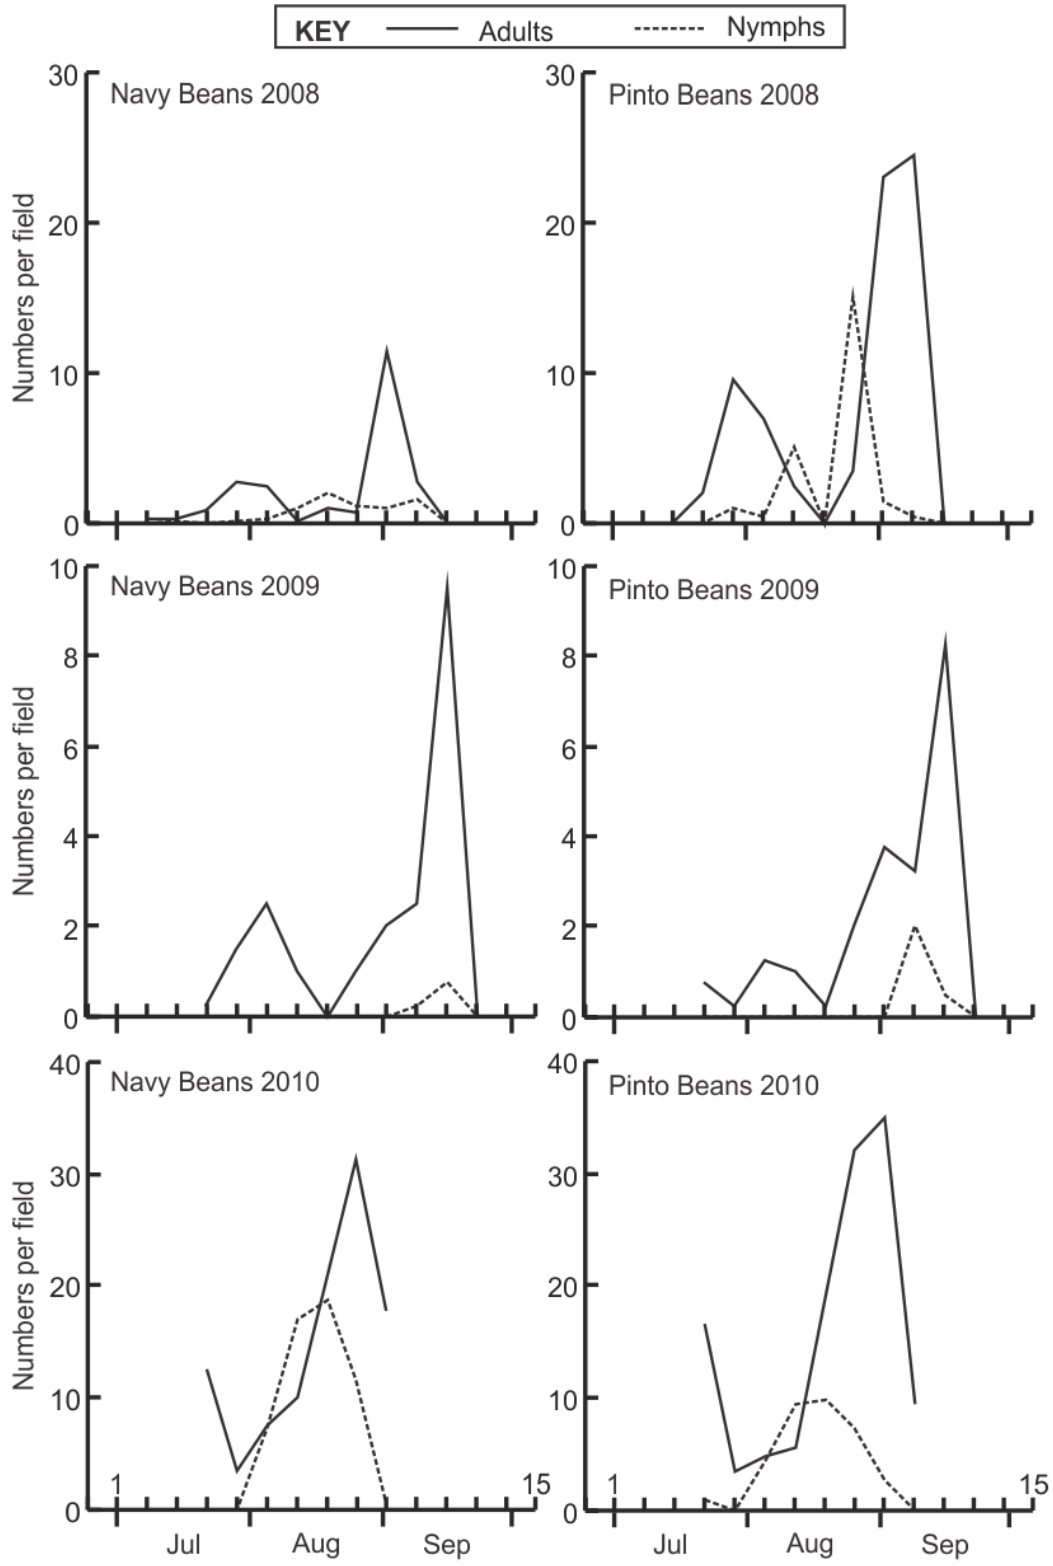 KEY Adults Nymphs
Navy Beans 2008
Numbers per field
30
20
10
0
Pinto Beans 2008
30
20
10
0
Navy Beans 2009
Numbers per field
10
8
6
4
2
0
Pinto Beans 2009
10
8
6
4
2
0
Navy Beans 2010
Numbers per field
40
30
20
10
0
1 15
Jul Aug Sep
Pinto Beans 2010
40
30
20
10
0
1 15
Jul Aug Sep